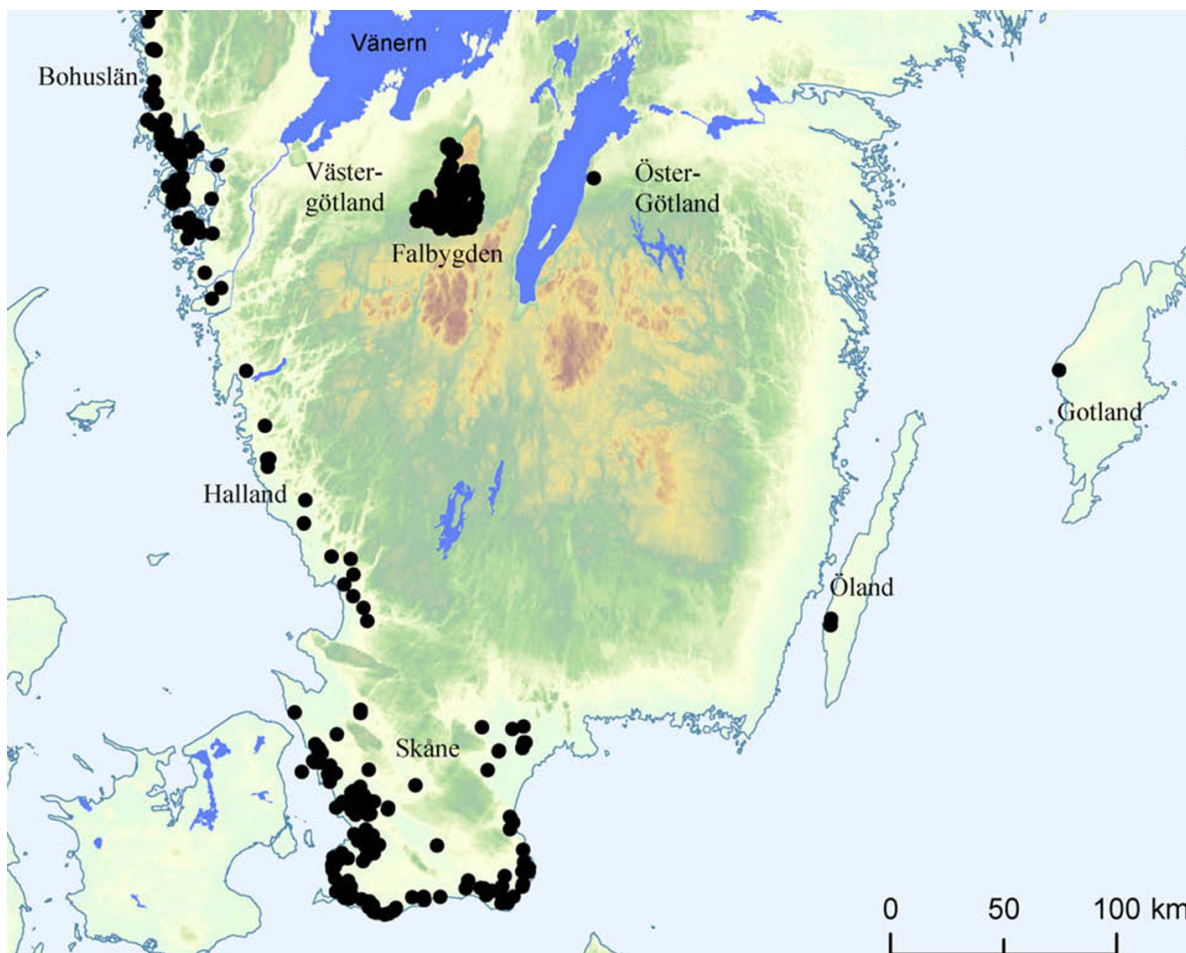 Vänern
Bohuslän
Väster-
götland
Öster-
Götland
Falbygden
Gotland
Halland
Öland
Skåne
0 50 100 km